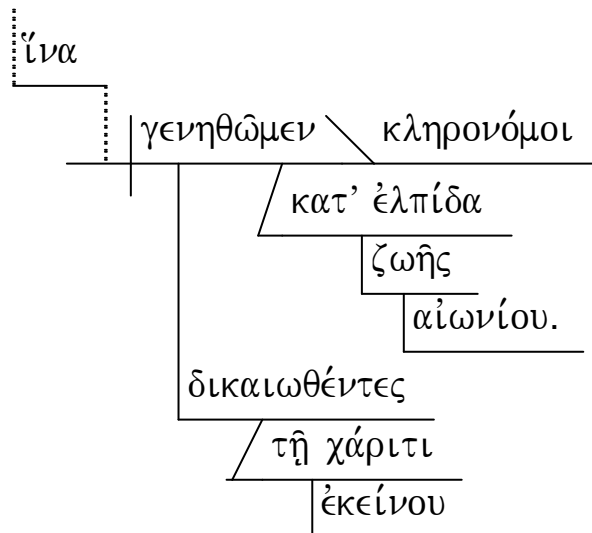 ἵνα
γενηθῶμεν κληρονόμοι
κατ’ ἐλπίδα
ζωῆς
αἰωνίου.
δικαιωθέντες
τῇ χάριτι
ἐκείνου